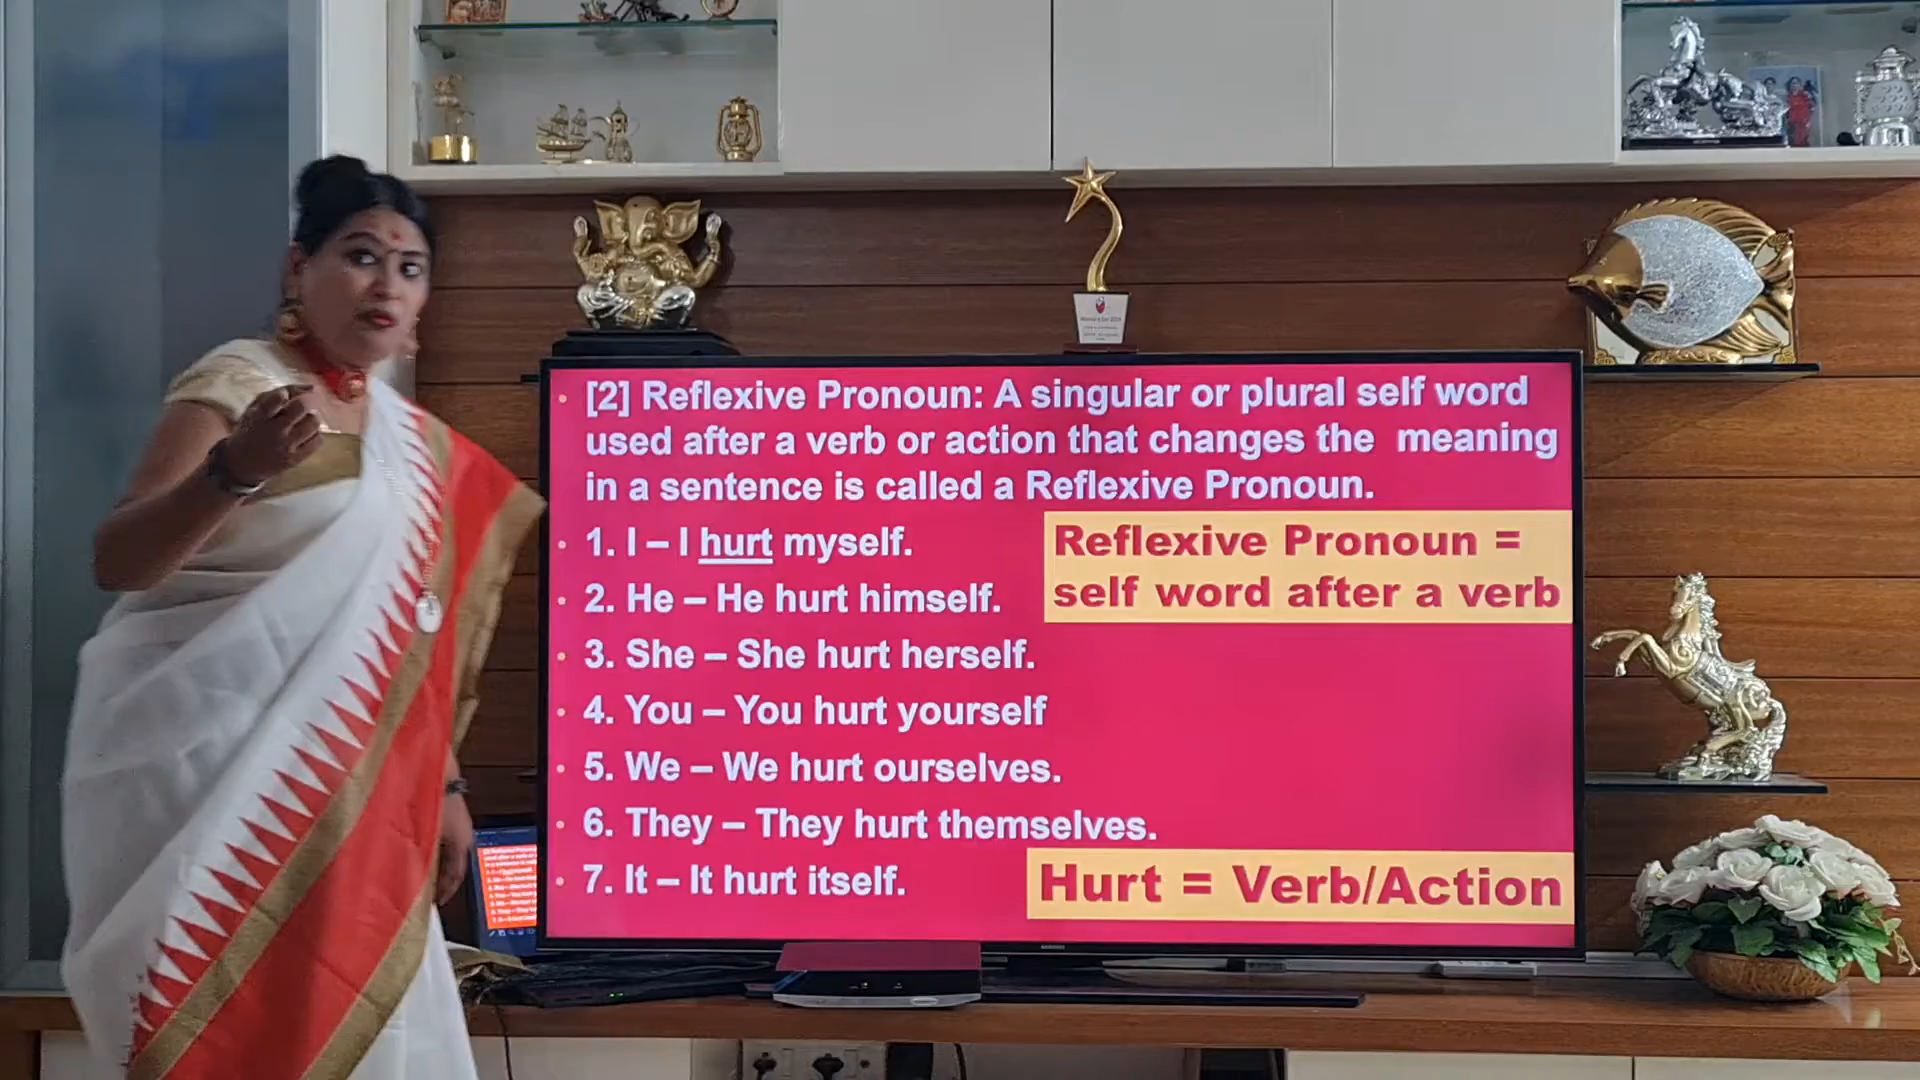 [2] Reflexive Pronoun: A singular or plural self word
used after a verb or action that changes the meaning
in a sentence is called a Reflexive Pronoun.
1. I – I hurt myself.
Reflexive Pronoun =
self word after a verb
2. He – He hurt himself.
3. She – She hurt herself.
4. You – You hurt yourself
5. We – We hurt ourselves.
6. They – They hurt themselves.
7. It – It hurt itself.
Hurt = Verb/Action
SAMSUNG